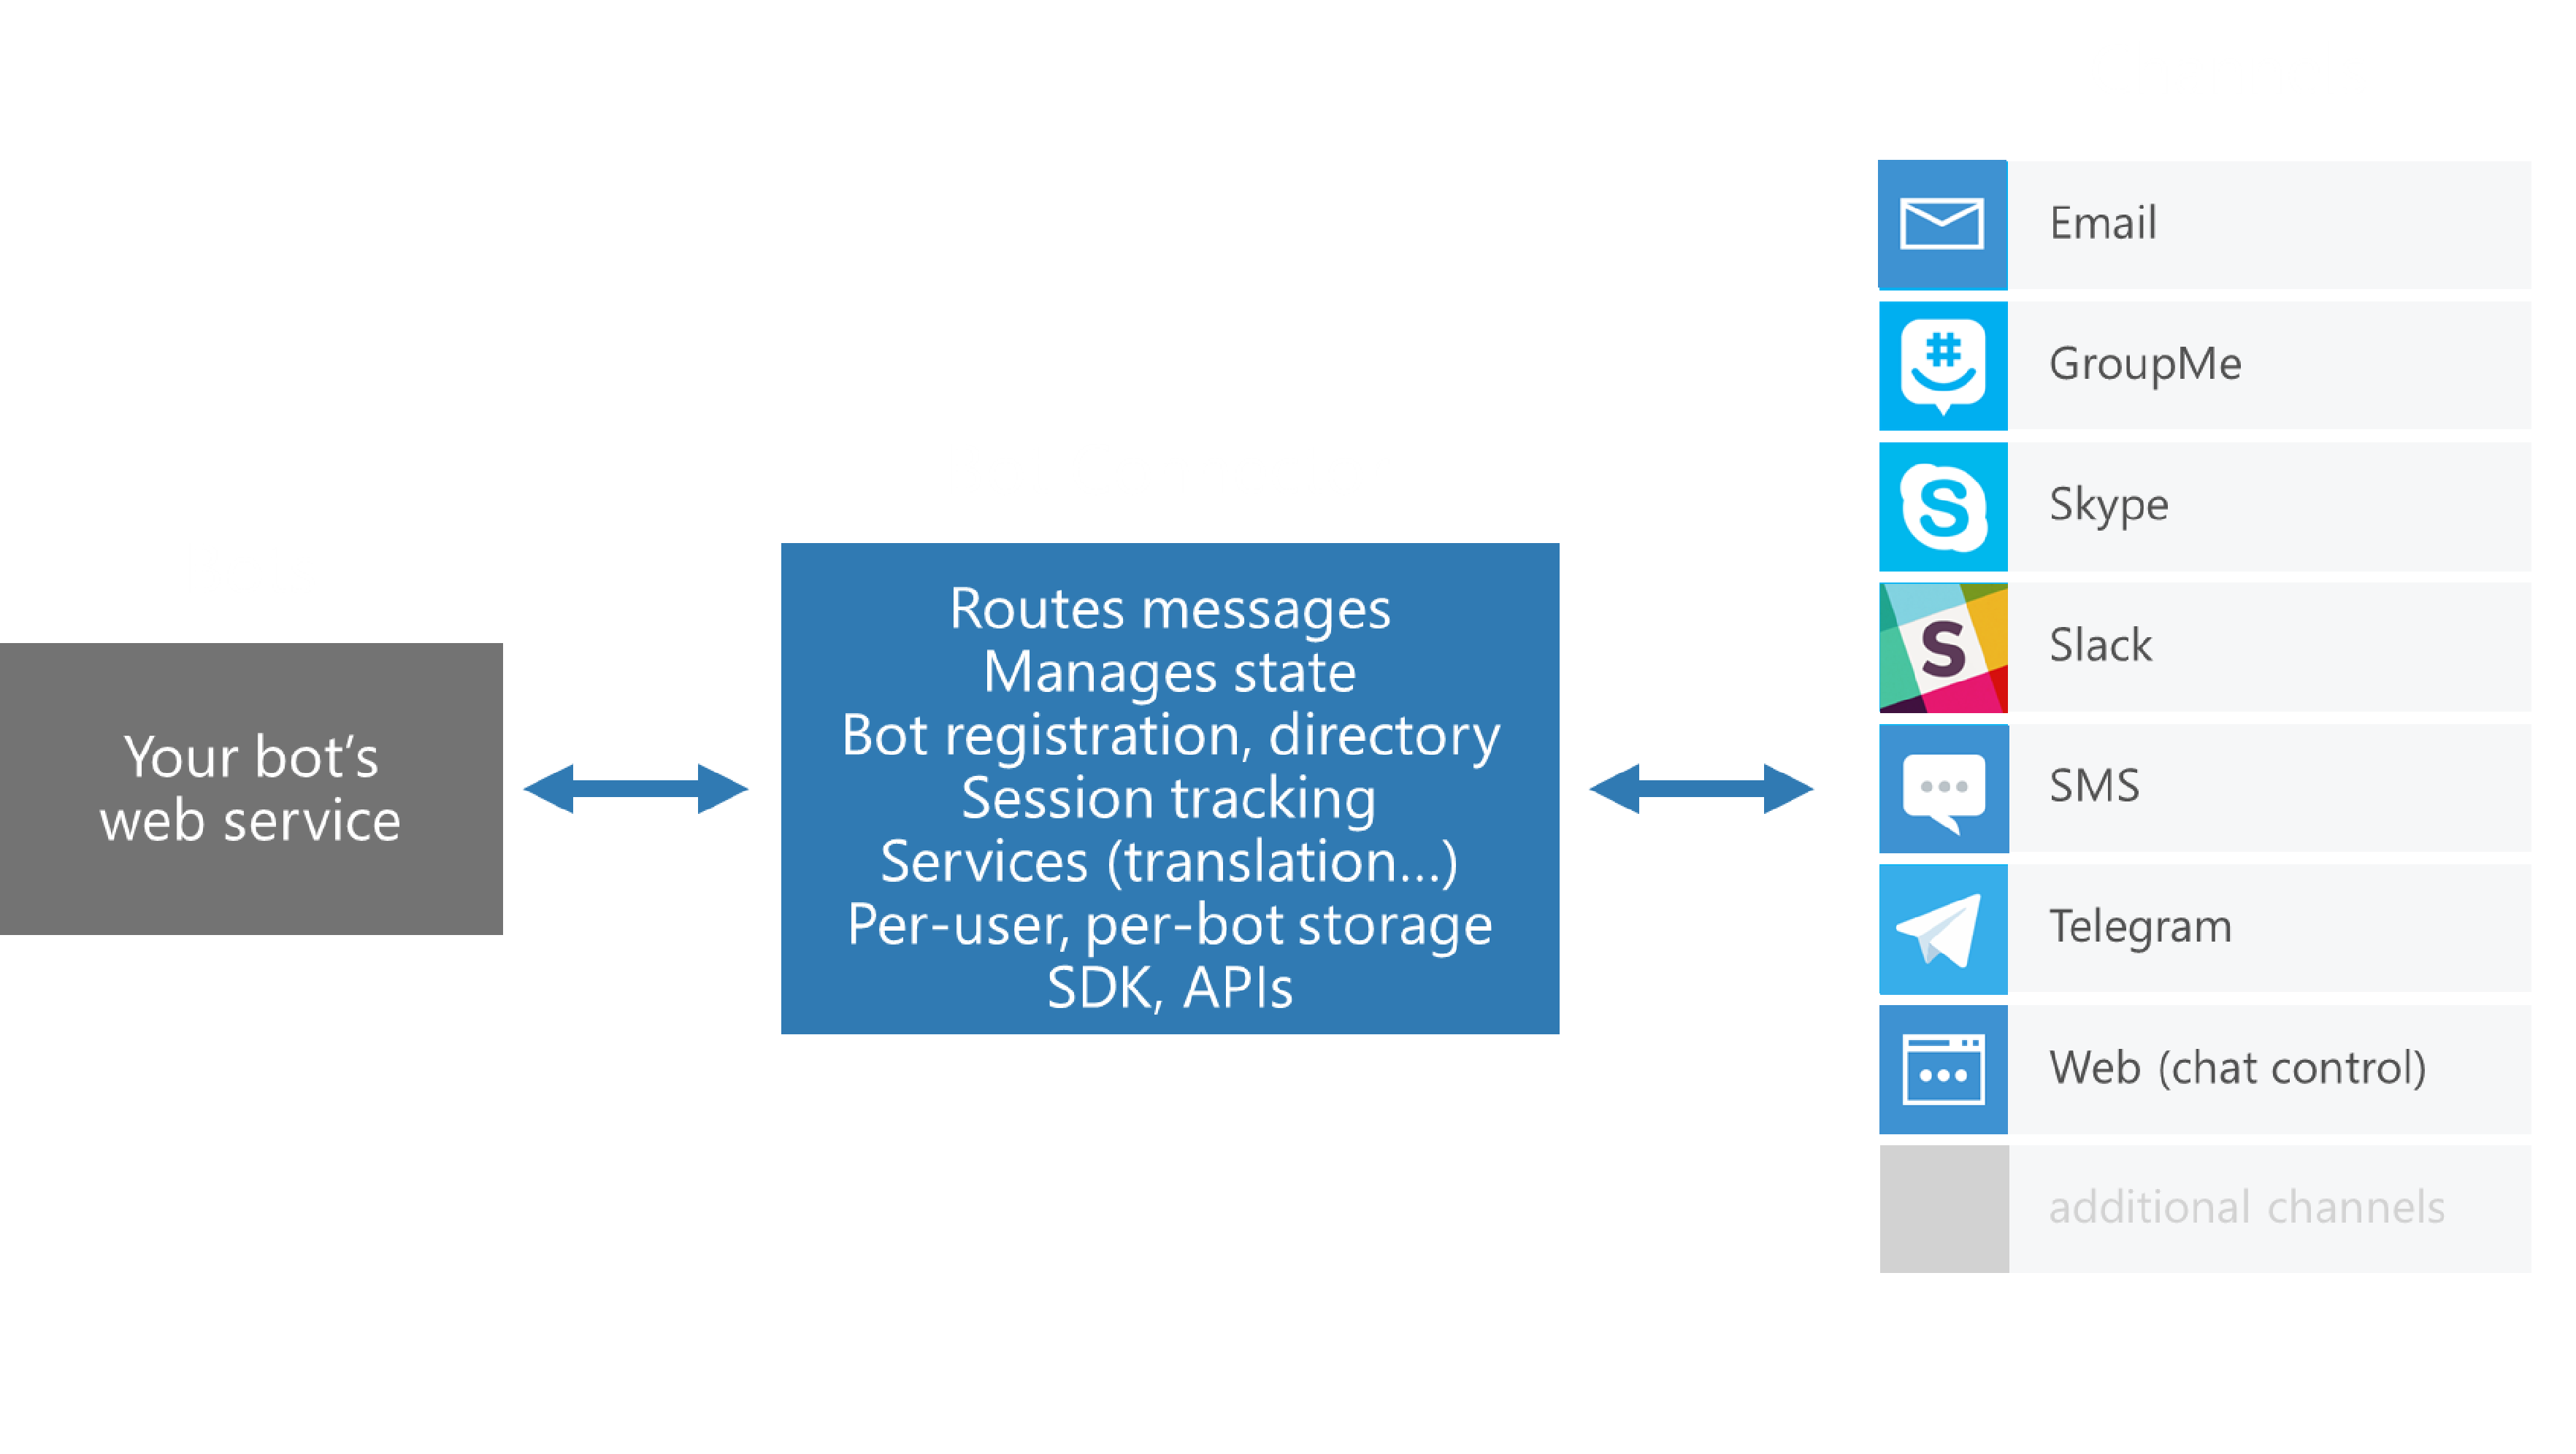 Your bot’s
web service
Routes messages
Manages state
Bot registration, directory
Session tracking
Services (translation...)
Per-user, per-bot storage
SDK, APIs
Email
#
GroupMe
S
Skype
S
Slack
SMS
Telegram
Web (chat control)
additional channels